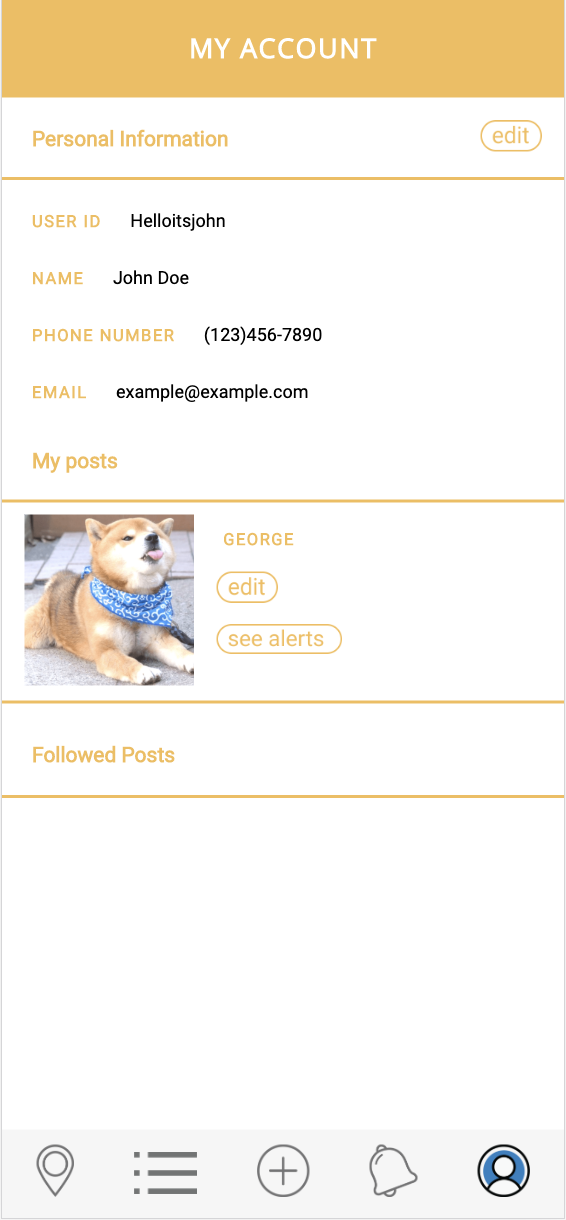 MY ACCOUNT
Personal Information edit
USER ID Helloitsjohn
NAME John Doe
PHONE NUMBER (123)456-7890
EMAIL example@example.com
My posts
GEORGE
edit
see alerts
Followed Posts